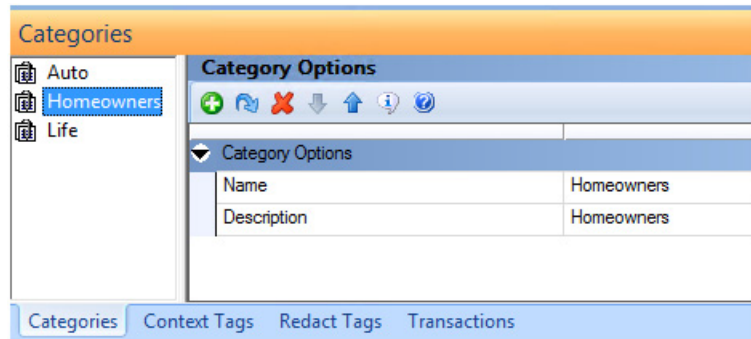 Categories
Auto
Homeowners
Life
Category Options
Category Options
Name Homeowners
Description Homeowners
Categories Context Tags Redact Tags Transactions